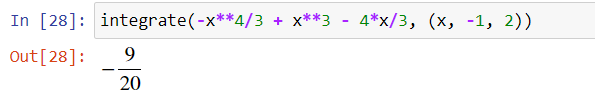 In [28]: integrate(-x**4/3 + x**3 - 4*x/3, (x, -1, 2))
Out[28]: -9/20